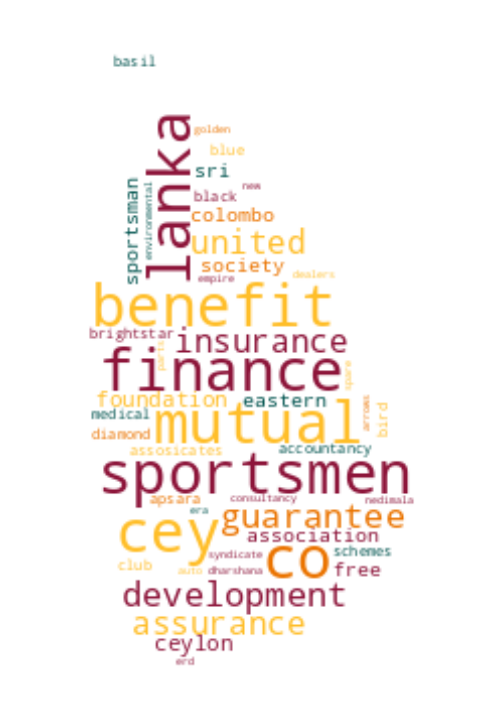 basil
golden
lanka
blue
sri
new
sportsman
environmental
black
colombo
united
society
dealers
empire
benefit
brightstar
insurance
parts
finance
spare
foundation
eastern
arrows
bird
medical
mutual
diamond
assosicates
accountancy
sportsmen
apsara
consultancy
nedimala
era
guarantee
cey
association
syndicate
co
schemes
club
auto
dharshana
free
development
assurance
ceylon
erd